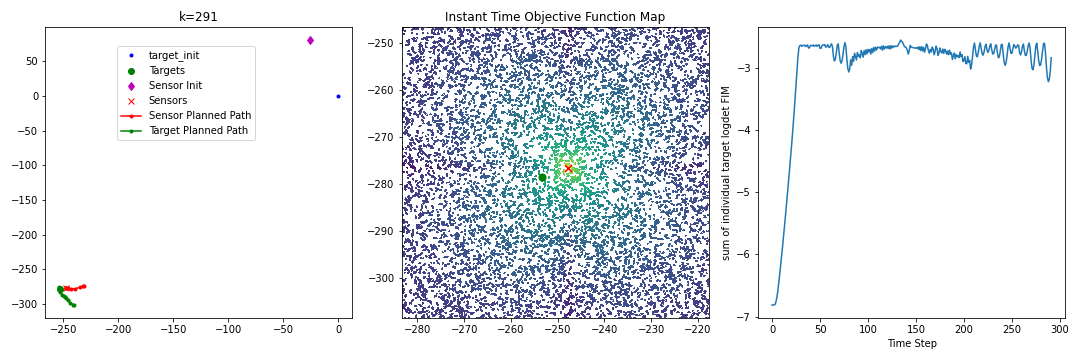 k=291
target_init
Targets
Sensor Init
Sensors
Sensor Planned Path
Target Planned Path
50
0
−50
−100
−150
−200
−250
−300
−250 −200 −150 −100 −50 0
Instant Time Objective Function Map
−250
−260
−270
−280
−290
−300
−280 −270 −260 −250 −240 −230 −220
sum of individual target logdet FIM
−3
−4
−5
−6
−7
0 50 100 150 200 250 300
Time Step